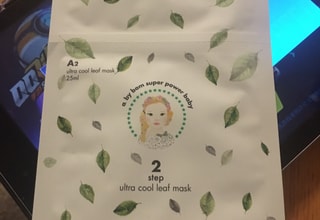 A2
ultra cool leaf mask
25ml
a by bom super power baby
2
step
ultra cool leaf mask